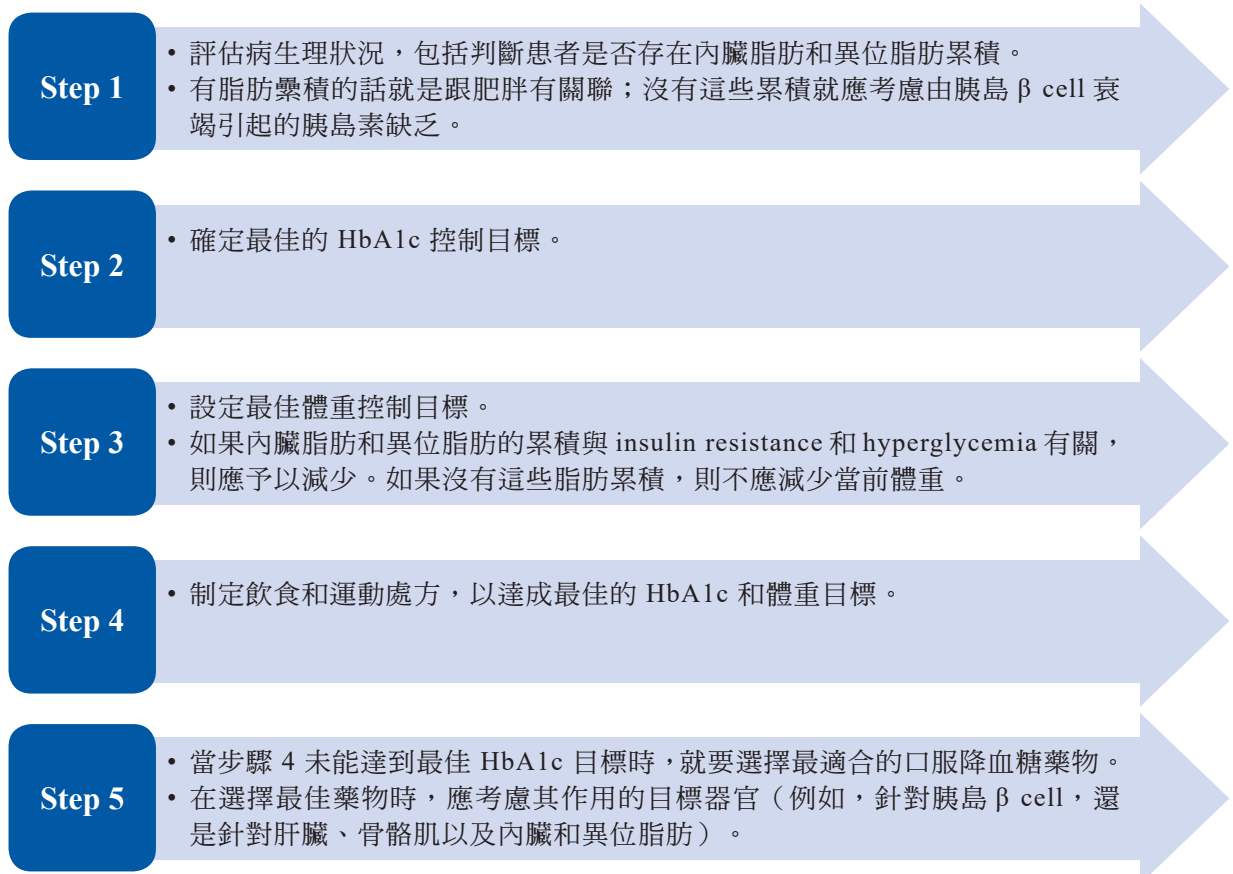 Step 1
• 評估病生理狀況，包括判斷患者是否存在內臟脂肪和異位脂肪累積。
• 有脂肪纍積的話就是跟肥胖有關聯；沒有這些累積就應考慮由胰島 β cell 衰
竭引起的胰島素缺乏。
Step 2
• 確定最佳的 HbA1c 控制目標。
Step 3
• 設定最佳體重控制目標。
• 如果內臟脂肪和異位脂肪的累積與 insulin resistance 和 hyperglycemia 有關，
則應予以減少。如果沒有這些脂肪累積，則不應減少當前體重。
Step 4
• 制定飲食和運動處方，以達成最佳的 HbA1c 和體重目標。
Step 5
• 當步驟 4 未能達到最佳 HbA1c 目標時，就要選擇最適合的口服降血糖藥物。
• 在選擇最佳藥物時，應考慮其作用的目標器官（例如，針對胰島 β cell，還
是針對肝臟、骨骼肌以及內臟和異位脂肪）。